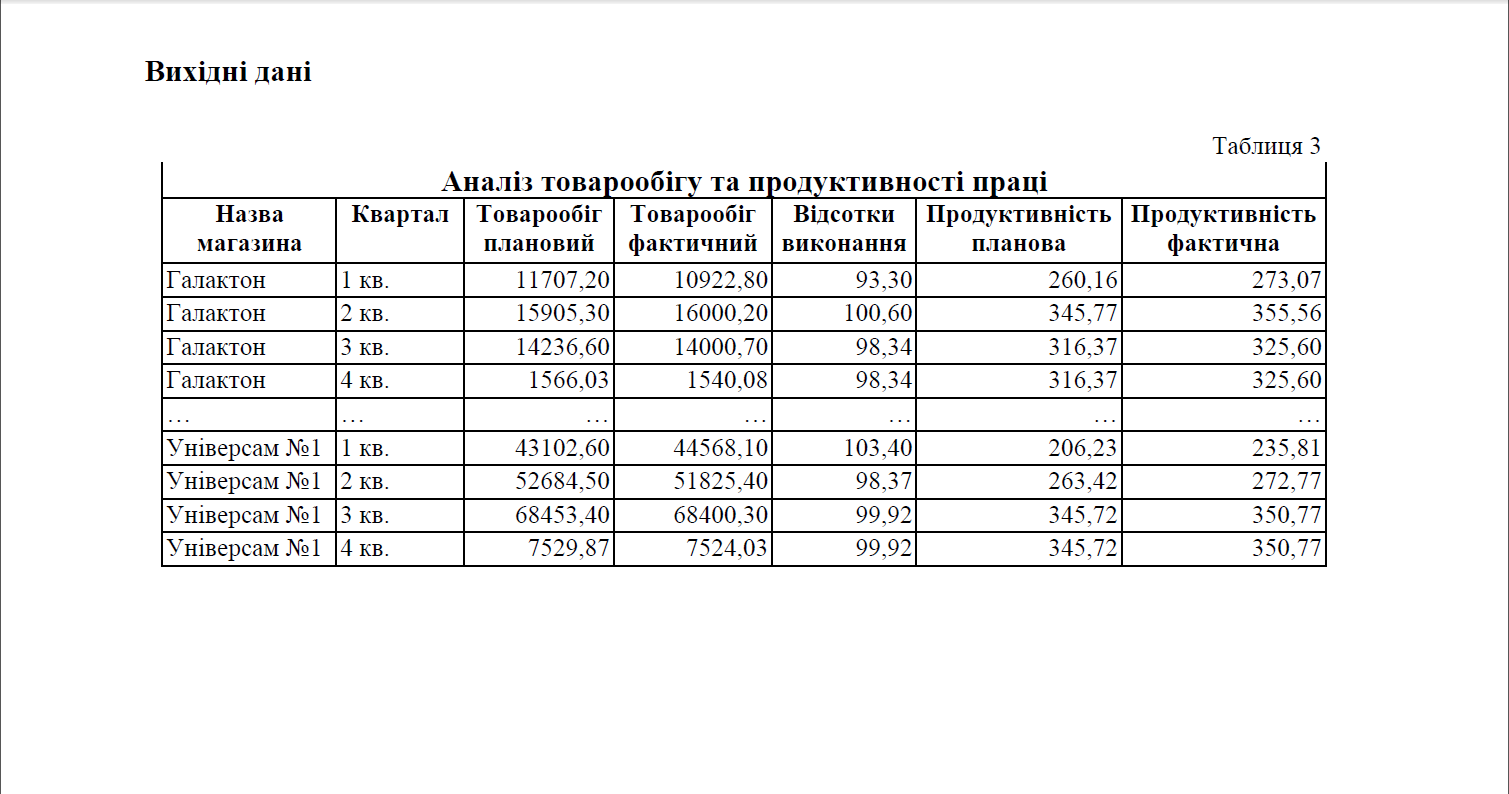 Вихідні дані
Таблиця 3
Аналіз товарообігу та продуктивності праці
Назва магазина Квартал Товарообіг плановий Товарообіг фактичний Відсотки виконання Продуктивність планова Продуктивність фактична
Галактон 1 кв. 11707,20 10922,80 93,30 260,16 273,07
Галактон 2 кв. 15905,30 16000,20 100,60 345,77 355,56
Галактон 3 кв. 14236,60 14000,70 98,34 316,37 325,60
Галактон 4 кв. 1566,03 1540,08 98,34 316,37 325,60
… … … … … … …
Універсам №1 1 кв. 43102,60 44568,10 103,40 206,23 235,81
Універсам №1 2 кв. 52684,50 51825,40 98,37 263,42 272,77
Універсам №1 3 кв. 68453,40 68400,30 99,92 345,72 350,77
Універсам №1 4 кв. 7529,87 7524,03 99,92 345,72 350,77